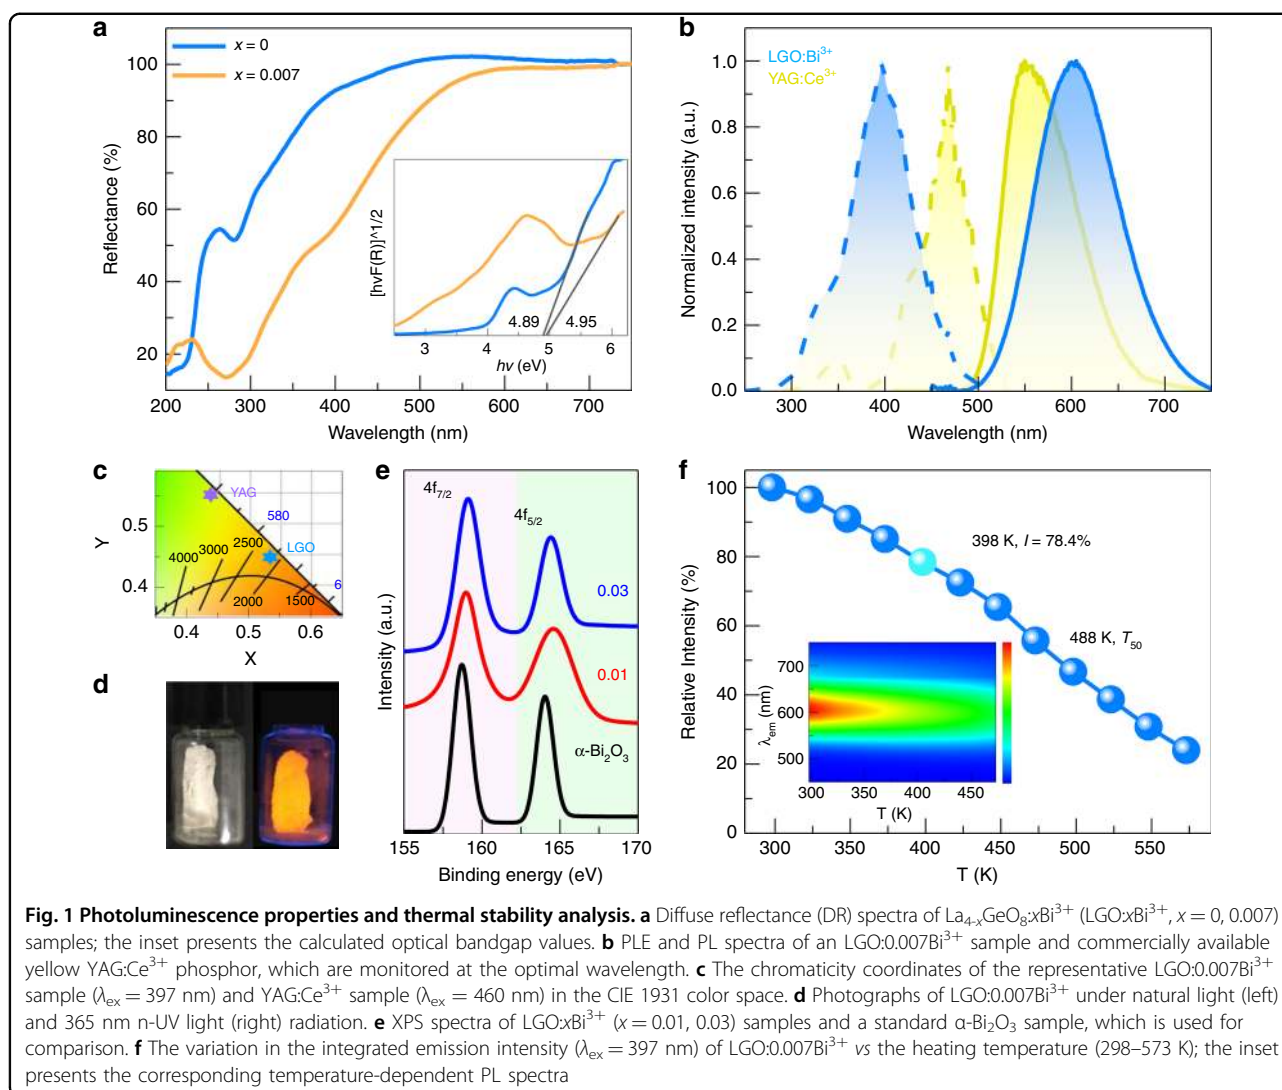 a
x = 0
x = 0.007
100
80
60
40
20
Reflectance (%)
200 300 400 500 600 700
Wavelength (nm)
[hvF(R)]^1/2
4.89 4.95
3 4 5 6
hv (eV)
b
LGO:Bi³⁺
YAG:Ce³⁺
1.0
0.8
0.6
0.4
0.2
0.0
Normalized intensity (a.u.)
300 400 500 600 700
Wavelength (nm)
c
YAG
580
LGO
4000 3000 2500
2000 1500
6
0.5
0.4
Y
0.4 0.5 0.6
X
d
e
4f₇/₂
4f₅/₂
0.03
0.01
α-Bi₂O₃
Intensity (a.u.)
155 160 165 170
Binding energy (eV)
f
100
80
60
40
20
0
Relative Intensity (%)
398 K, I = 78.4%
488 K, T₅₀
700
600
500
λem (nm)
300 350 400 450
T (K)
300 350 400 450 500 550
T (K)
Fig. 1 Photoluminescence properties and thermal stability analysis. a Diffuse reflectance (DR) spectra of La₄₋ₓGeO₈:xBi³⁺ (LGO:xBi³⁺, x = 0, 0.007)
samples; the inset presents the calculated optical bandgap values. b PLE and PL spectra of an LGO:0.007Bi³⁺ sample and commercially available
yellow YAG:Ce³⁺ phosphor, which are monitored at the optimal wavelength. c The chromaticity coordinates of the representative LGO:0.007Bi³⁺
sample (λex = 397 nm) and YAG:Ce³⁺ sample (λex = 460 nm) in the CIE 1931 color space. d Photographs of LGO:0.007Bi³⁺ under natural light (left)
and 365 nm n-UV light (right) radiation. e XPS spectra of LGO:xBi³⁺ (x = 0.01, 0.03) samples and a standard α-Bi₂O₃ sample, which is used for
comparison. f The variation in the integrated emission intensity (λex = 397 nm) of LGO:0.007Bi³⁺ vs the heating temperature (298–573 K); the inset
presents the corresponding temperature-dependent PL spectra